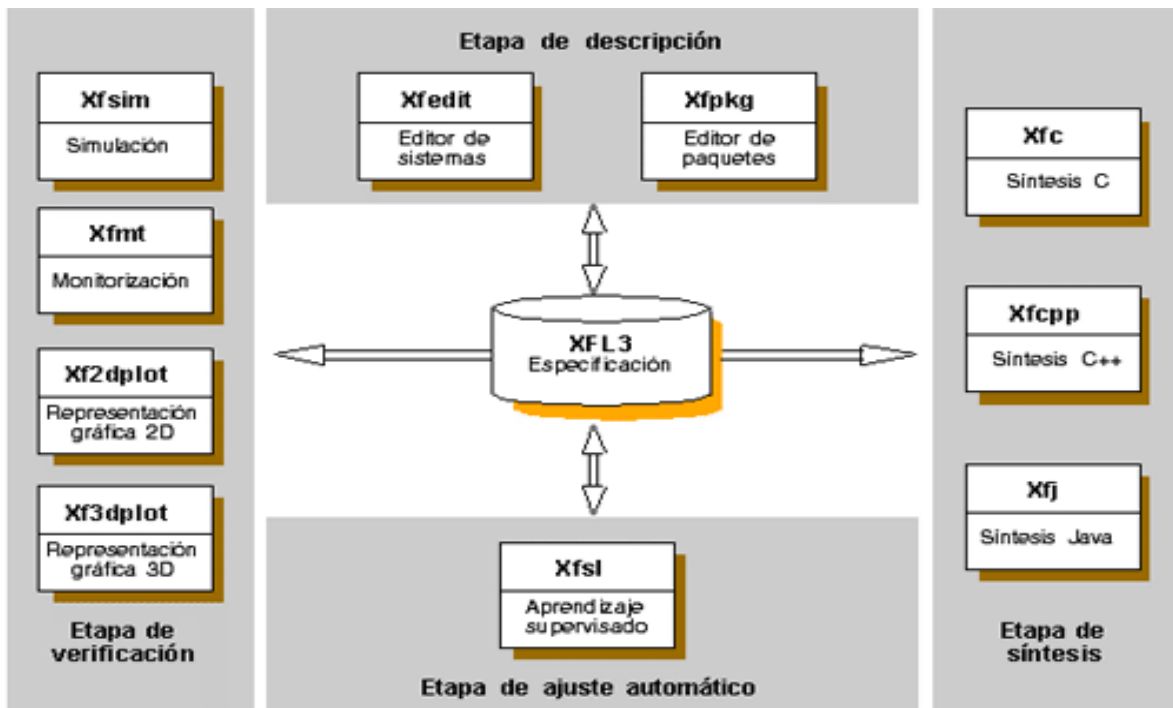 Etapa de descripción
Xfedit
Editor de
sistemas
Xfpkg
Editor de
paquetes
Xfsim
Simulación
Xfmt
Monitorización
Xf2dplot
Representación
gráfica 2D
Xf3dplot
Representación
gráfica 3D
Etapa de
verificación
XFL3
Especificación
Xfsl
Aprendizaje
supervisado
Etapa de ajuste automático
Xfc
Síntesis C
Xfcpp
Síntesis C++
Xfj
Síntesis Java
Etapa de
síntesis